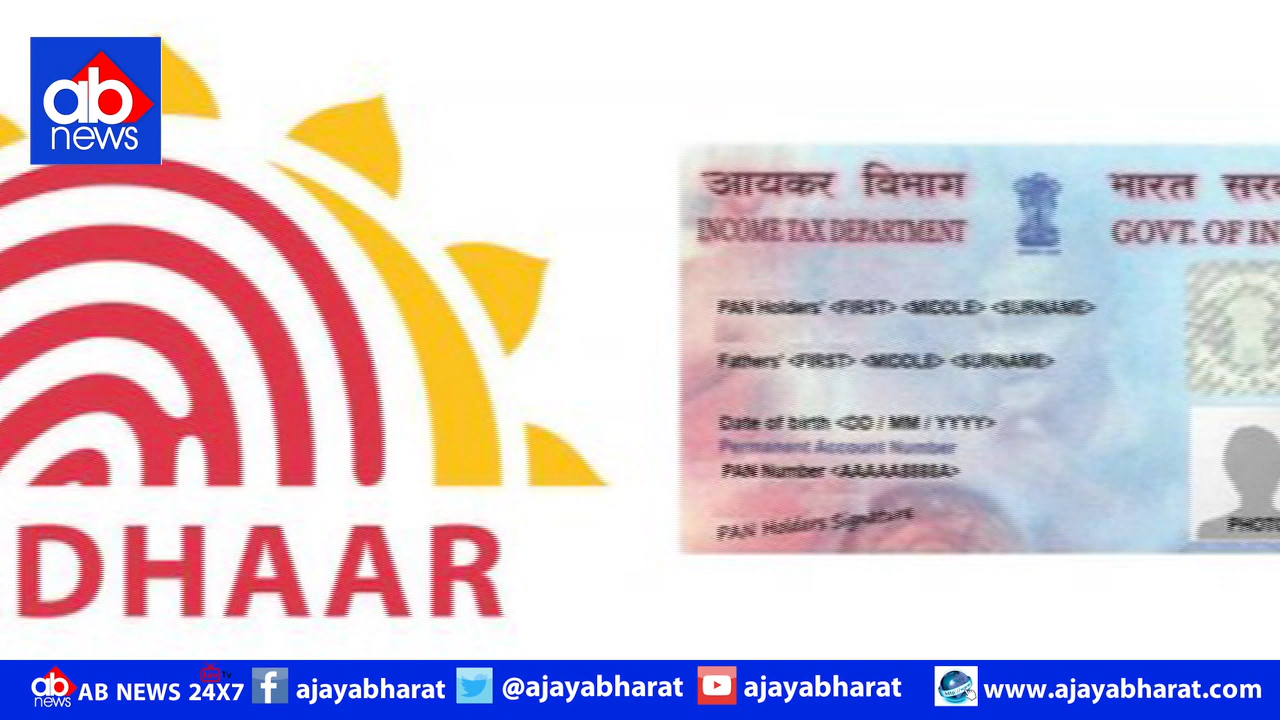 ab
news
DHAAR
आयकर विभाग
INCOME TAX DEPARTMENT
भारत सरक
GOVT. OF IN
PAN Holders' <FIRST> <MIDDLE> <SURNAME>
Fathers' <FIRST> <MIDDLE> <SURNAME>
Date of birth <DD / MM / YYYY>
Permanent Account Number
PAN Number <AAAAA8888A>
PAN Holders Signature
PHOTO
ab
news
AB NEWS 24X7
ajayabharat
@ajayabharat
ajayabharat
www.ajayabharat.com